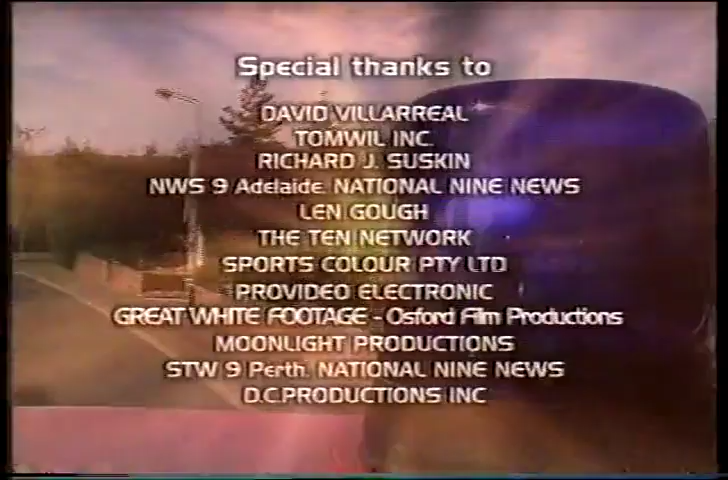 Special thanks to
DAVID VILLARREAL
TOMWIL INC.
RICHARD J. SUSKIN
NWS 9 Adelaide. NATIONAL NINE NEWS
LEN GOUGH
THE TEN NETWORK
SPORTS COLOUR PTY LTD
PROVIDEO ELECTRONIC
GREAT WHITE FOOTAGE - Osford Film Productions
MOONLIGHT PRODUCTIONS
STW 9 Perth. NATIONAL NINE NEWS
D.C.PRODUCTIONS INC